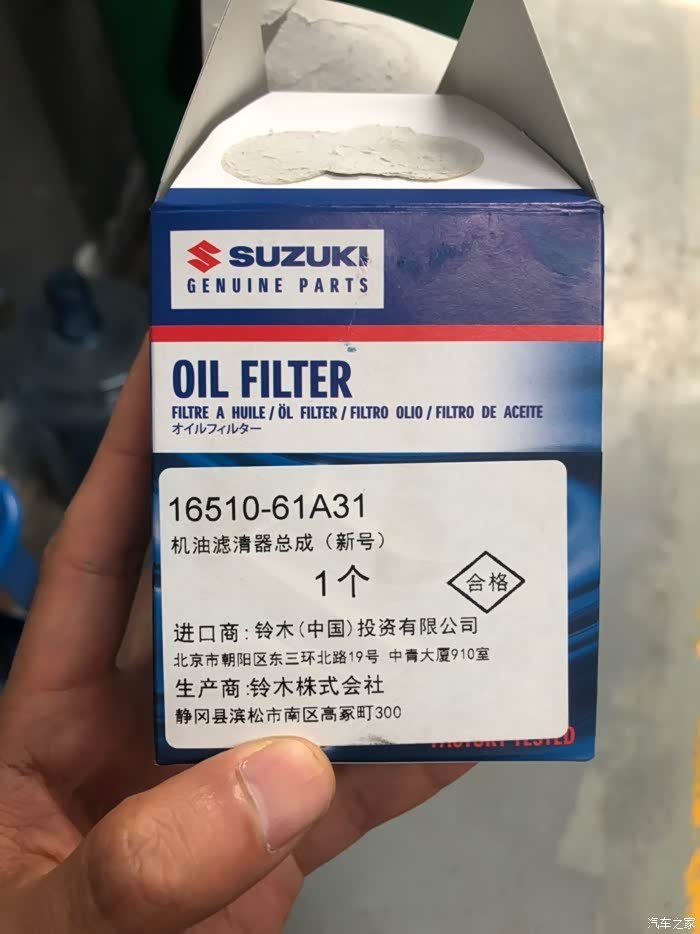 SUZUKI
GENUINE PARTS
OIL FILTER
FILTRE A HUILE / ÖL FILTER / FILTRO OLIO / FILTRO DE ACEITE
オイルフィルター
16510-61A31
机油滤清器总成（新号）
1个
合格
进口商:铃木(中国)投资有限公司
北京市朝阳区东三环北路19号 中青大厦910室
生产商:铃木株式会社
静冈县滨松市南区高冢町300
FACTORY TESTED
汽车之家